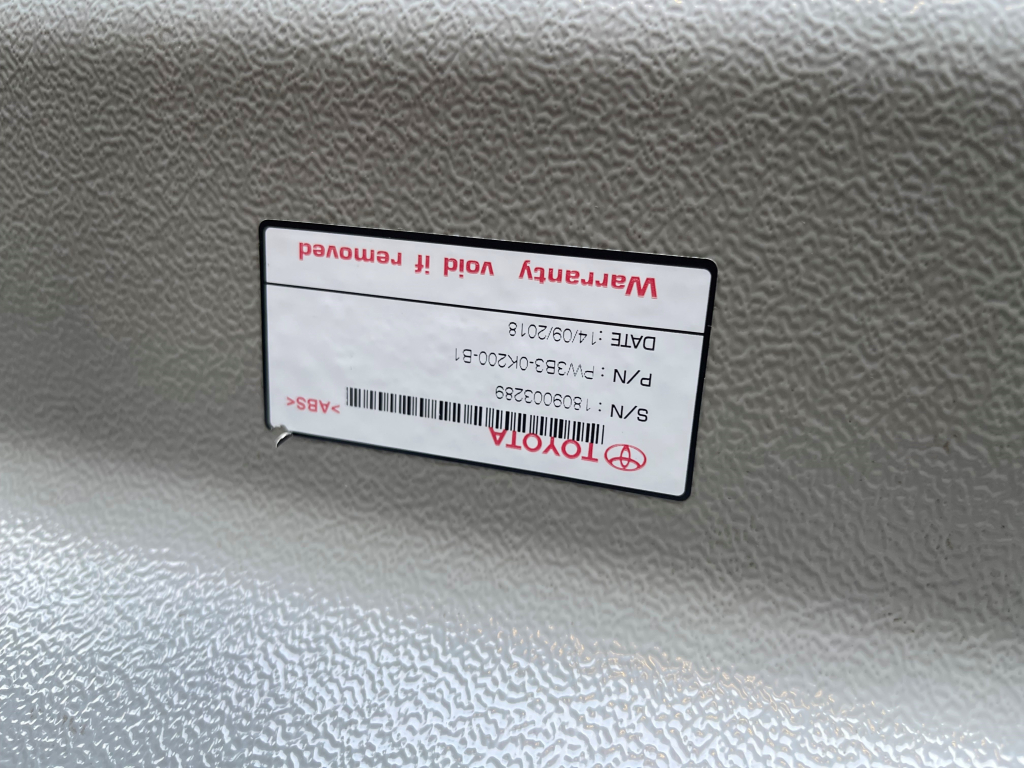 TOYOTA
>ABS<
S/N : 1809003289
P/N : PW3B3-0K200-B1
DATE : 14/09/2018
Warranty void if removed